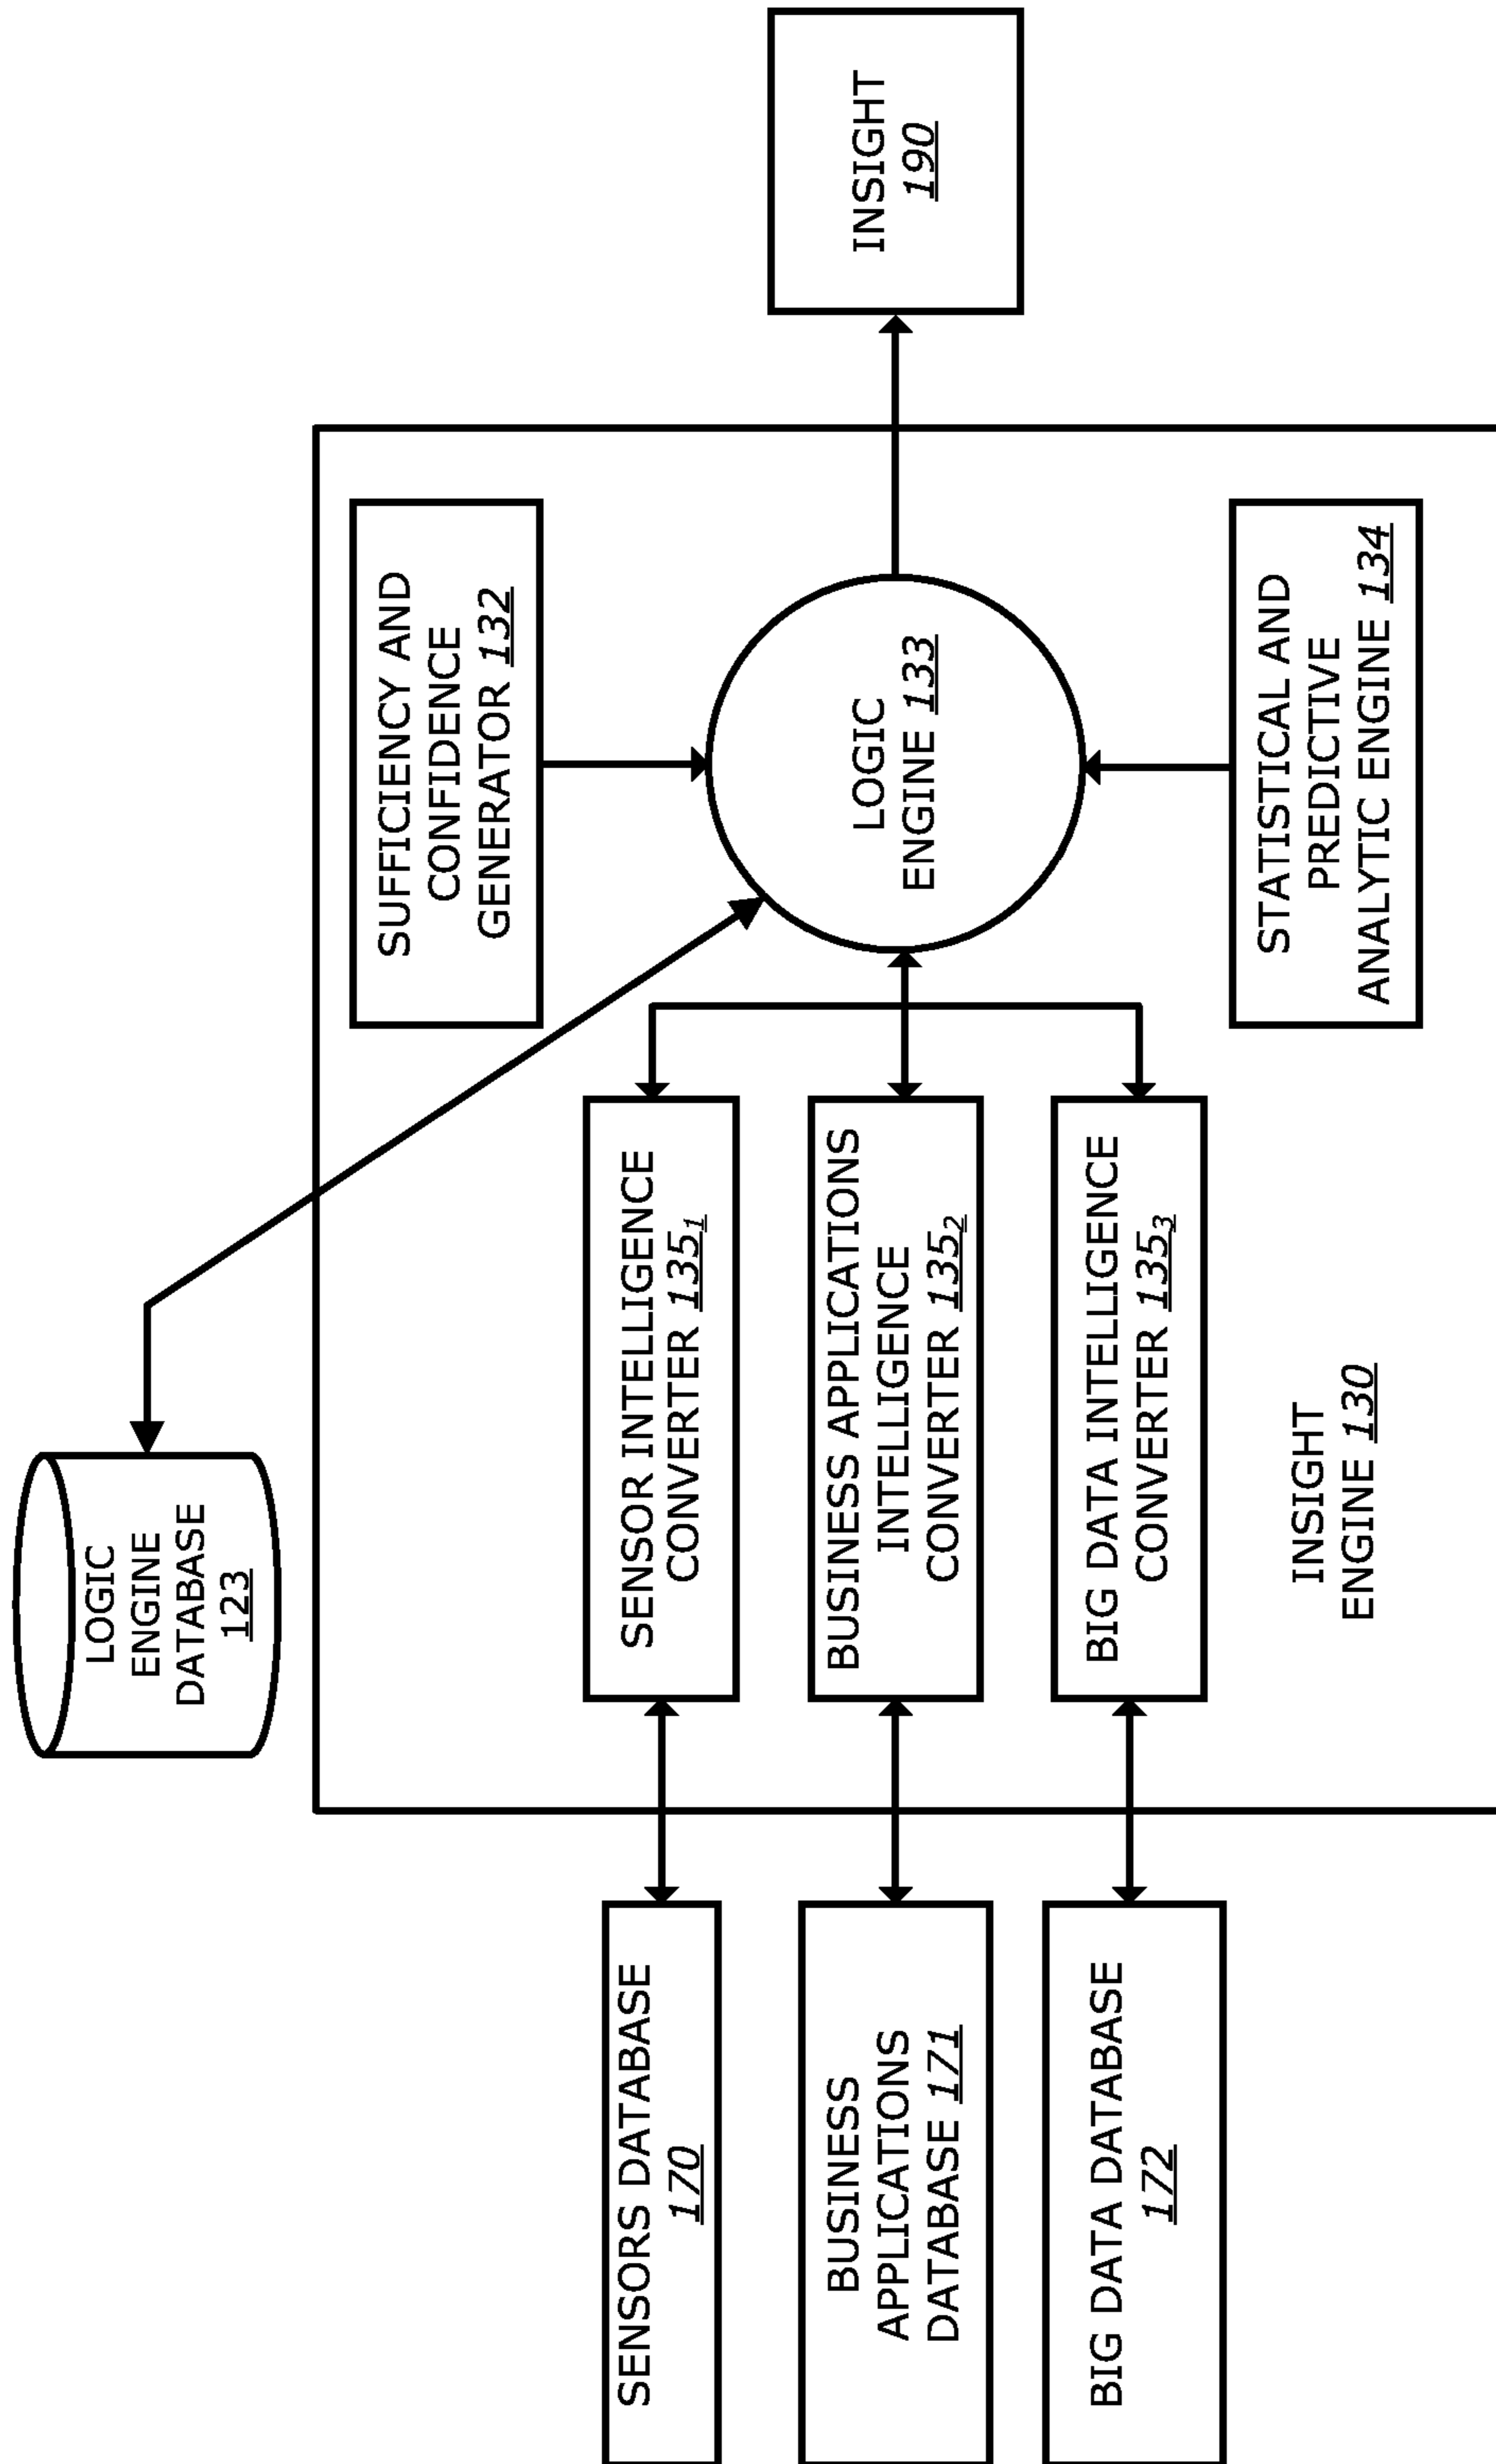 LOGIC
ENGINE
DATABASE
123
SENSORS DATABASE
170
BUSINESS
APPLICATIONS
DATABASE 171
BIG DATA DATABASE
172
SENSOR INTELLIGENCE
CONVERTER 135₁
BUSINESS APPLICATIONS
INTELLIGENCE
CONVERTER 135₂
BIG DATA INTELLIGENCE
CONVERTER 135₃
INSIGHT
ENGINE 130
SUFFICIENCY AND
CONFIDENCE
GENERATOR 132
LOGIC
ENGINE 133
STATISTICAL AND
PREDICTIVE
ANALYTIC ENGINE 134
INSIGHT
190